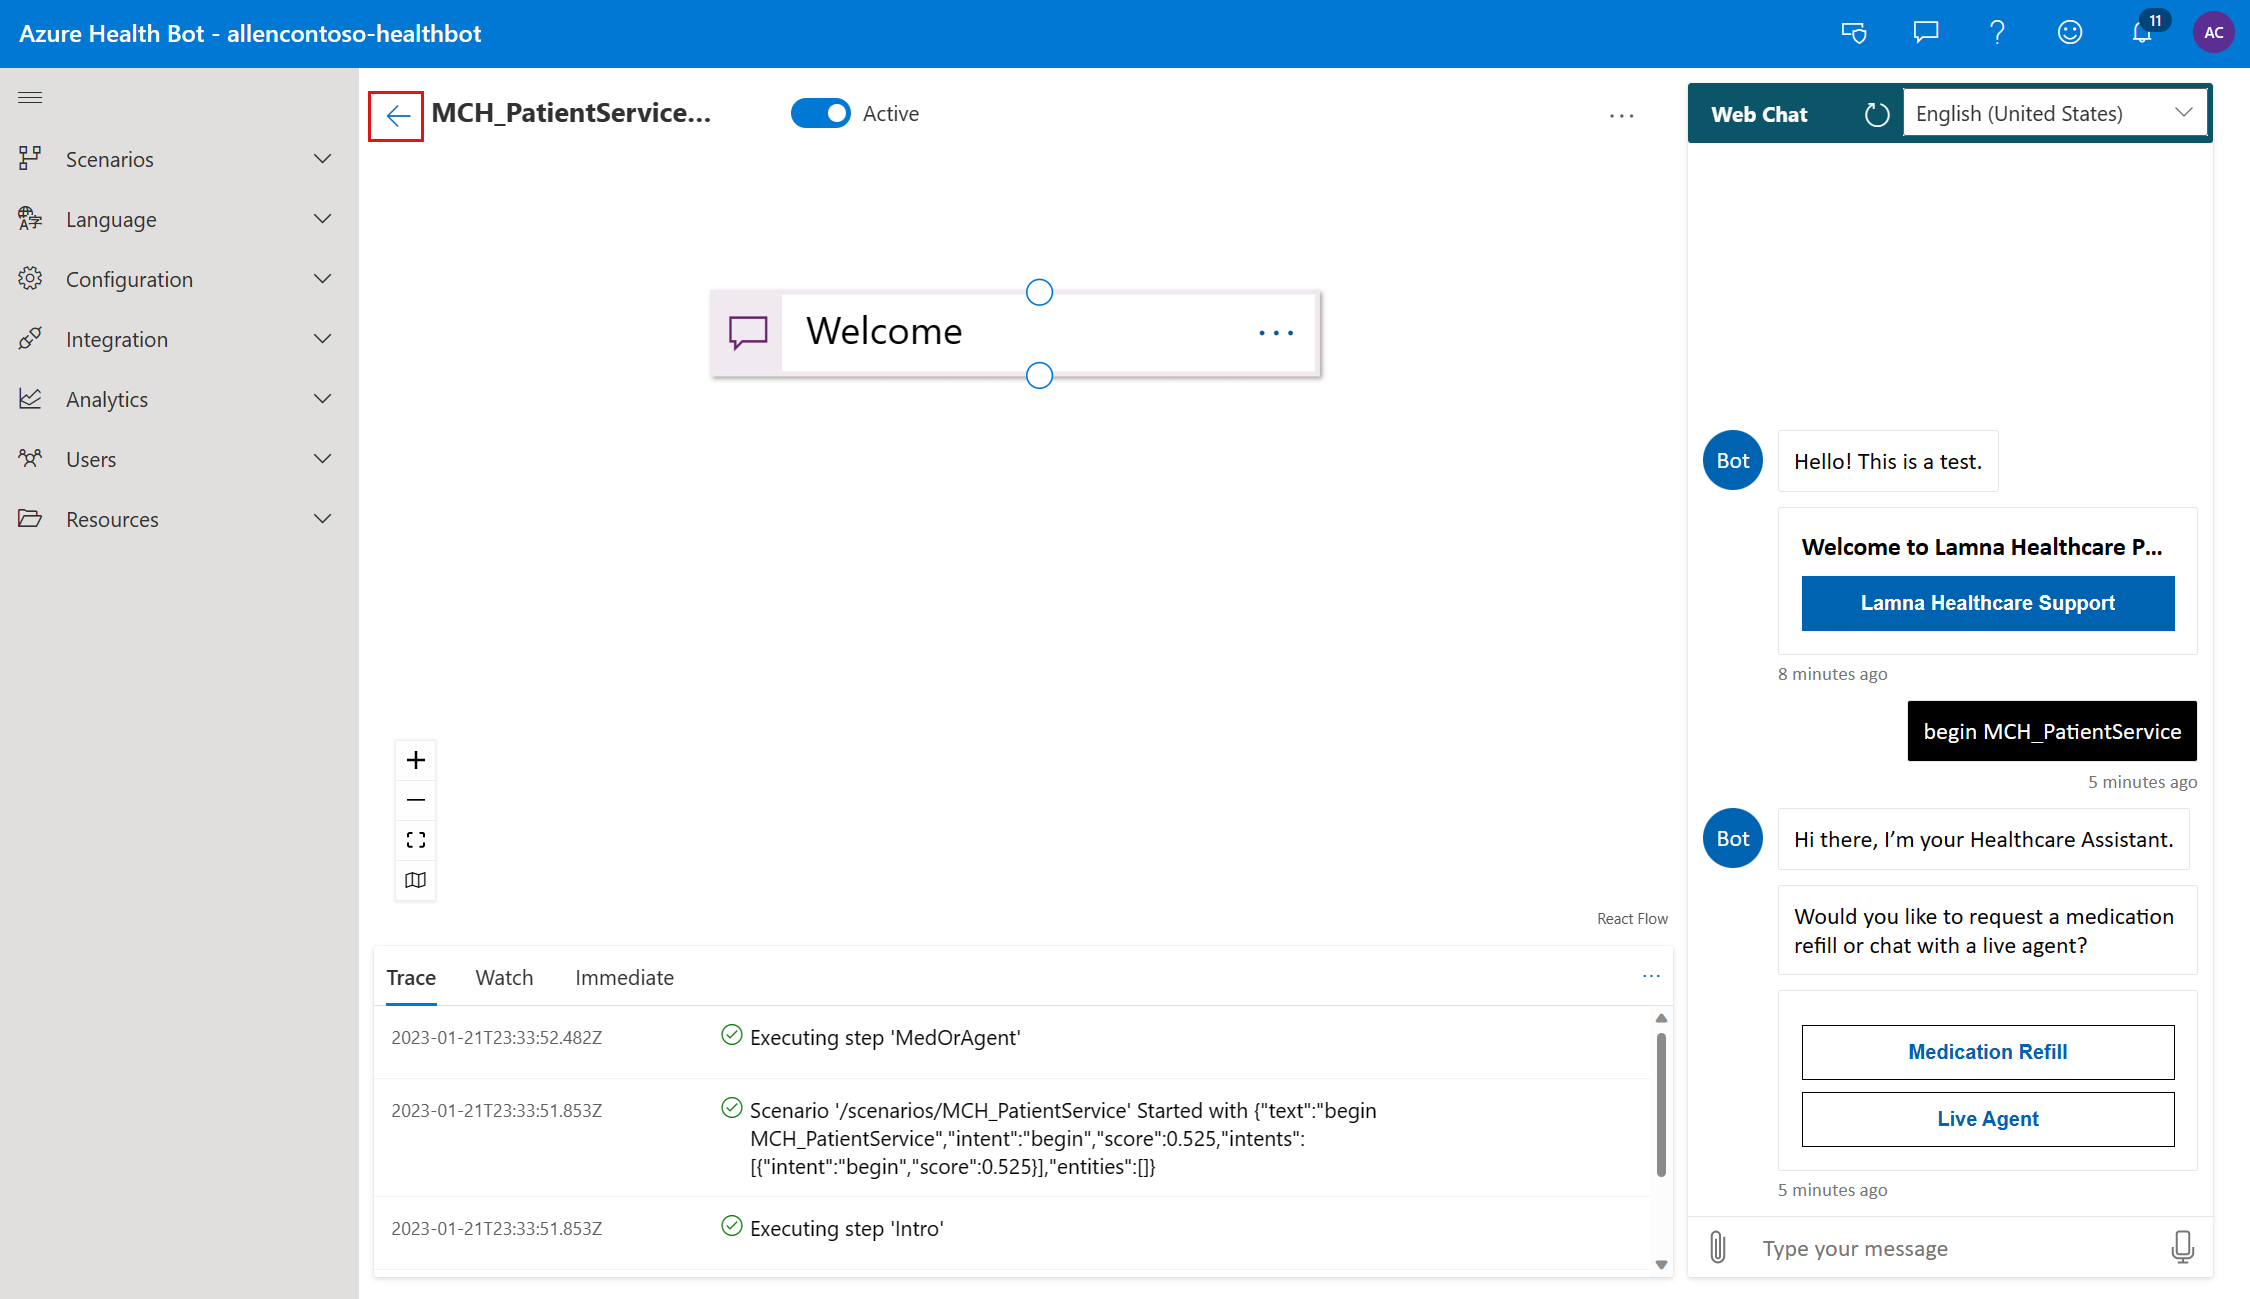 Azure Health Bot - allencontoso-healthbot
11
AC
Scenarios
Language
Configuration
Integration
Analytics
Users
Resources
MCH_PatientService...
Active
Welcome
React Flow
Trace
Watch
Immediate
2023-01-21T23:33:52.482Z
Executing step 'MedOrAgent'
2023-01-21T23:33:51.853Z
Scenario '/scenarios/MCH_PatientService' Started with {"text":"begin
MCH_PatientService","intent":"begin","score":0.525,"intents":
[{"intent":"begin","score":0.525}],"entities":[]}
2023-01-21T23:33:51.853Z
Executing step 'Intro'
Web Chat
English (United States)
Bot
Hello! This is a test.
Welcome to Lamna Healthcare P...
Lamna Healthcare Support
8 minutes ago
begin MCH_PatientService
5 minutes ago
Bot
Hi there, I’m your Healthcare Assistant.
Would you like to request a medication
refill or chat with a live agent?
Medication Refill
Live Agent
5 minutes ago
Type your message